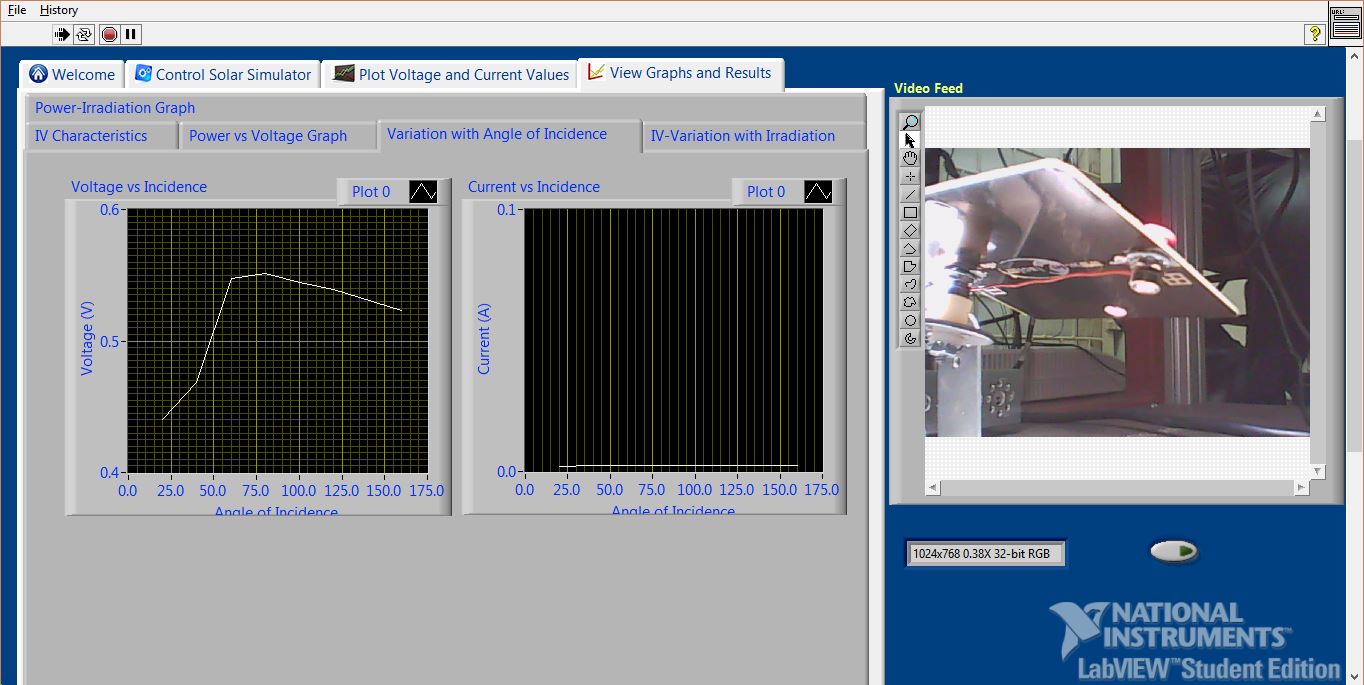 File History
URL:
Welcome
Control Solar Simulator
Plot Voltage and Current Values
View Graphs and Results
Power-Irradiation Graph
IV Characteristics
Power vs Voltage Graph
Variation with Angle of Incidence
IV-Variation with Irradiation
Voltage vs Incidence
Plot 0
0.6
0.5
0.4
Voltage (V)
0.0 25.0 50.0 75.0 100.0 125.0 150.0 175.0
Angle of Incidence
Current vs Incidence
Plot 0
0.1
0.0
Current (A)
0.0 25.0 50.0 75.0 100.0 125.0 150.0 175.0
Angle of Incidence
Video Feed
1024x768 0.38X 32-bit RGB
NATIONAL
INSTRUMENTS™
LabVIEW™ Student Edition